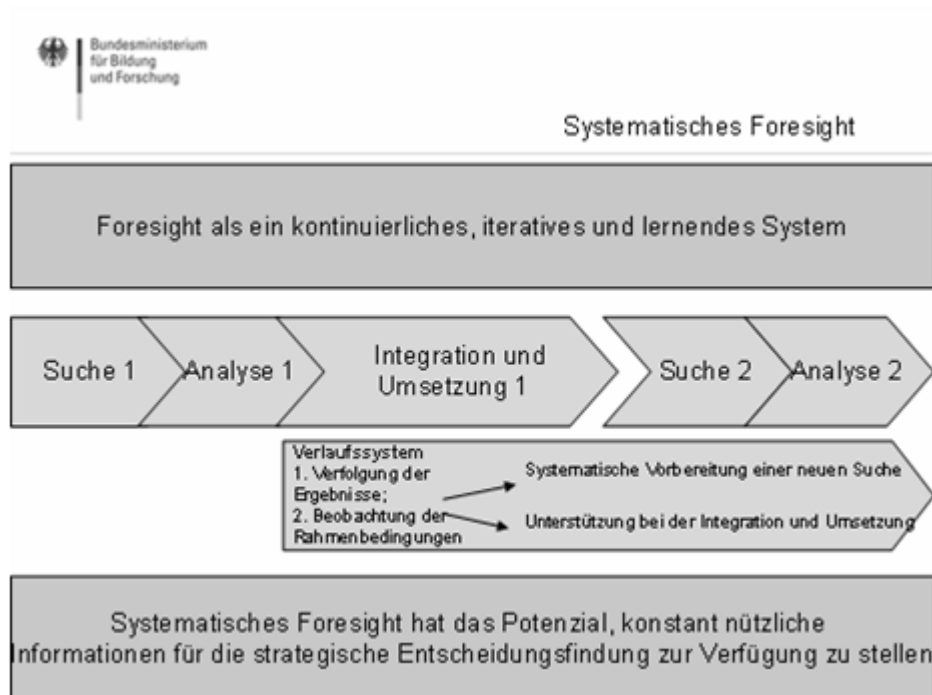 Bundesministerium
für Bildung
und Forschung
Systematisches Foresight
Foresight als ein kontinuierliches, iteratives und lernendes System
Suche 1
Analyse 1
Integration und
Umsetzung 1
Suche 2
Analyse 2
Verlaufssystem
1. Verfolgung der
Ergebnisse;
2. Beobachtung der
Rahmenbedingungen
Systematische Vorbereitung einer neuen Suche
Unterstützung bei der Integration und Umsetzung
Systematisches Foresight hat das Potenzial, konstant nützliche
Informationen für die strategische Entscheidungsfindung zur Verfügung zu stellen